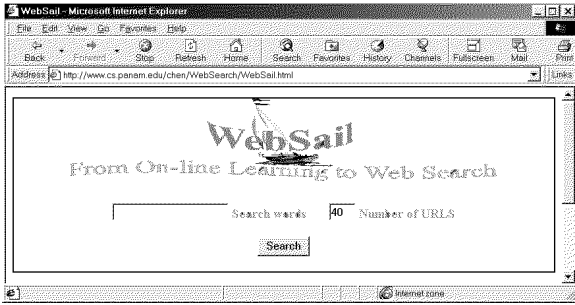 WebSail - Microsoft Internet Explorer
File Edit View Go Favorites Help
Back Forward Stop Refresh Home Search Favorites History Channels Fullscreen Mail Print
Address http://www.cs.panam.edu/chen/WebSearch/WebSail.html Links
WebSail
From On-line Learning to Web Search
Search words 40 Number of URLS
Search
Internet zone